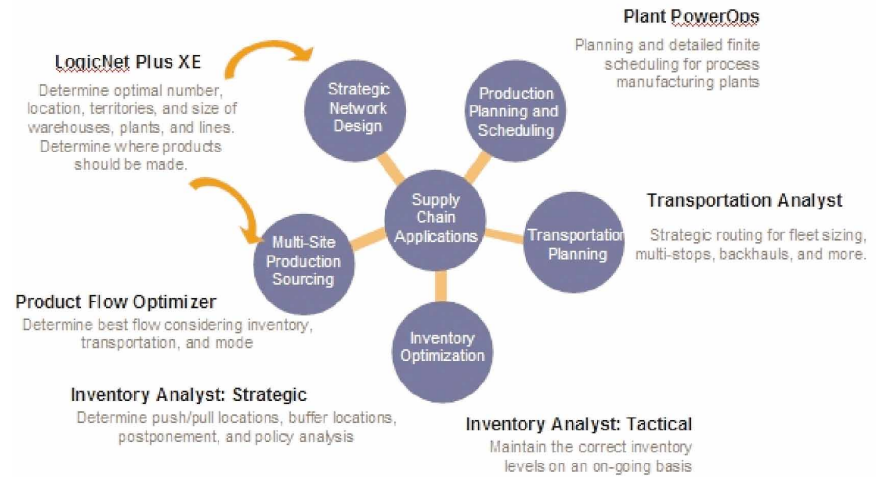 Plant PowerOps
Planning and detailed finite
scheduling for process
manufacturing plants
LogicNet Plus XE
Determine optimal number,
location, territories, and size of
warehouses, plants, and lines.
Determine where products
should be made.
Strategic
Network
Design
Production
Planning and
Scheduling
Supply
Chain
Applications
Transportation Analyst
Strategic routing for fleet sizing,
multi-stops, backhauls, and more.
Transportation
Planning
Multi-Site
Production
Sourcing
Product Flow Optimizer
Determine best flow considering inventory,
transportation, and mode
Inventory
Optimization
Inventory Analyst: Strategic
Determine push/pull locations, buffer locations,
postponement, and policy analysis
Inventory Analyst: Tactical
Maintain the correct inventory
levels on an on-going basis